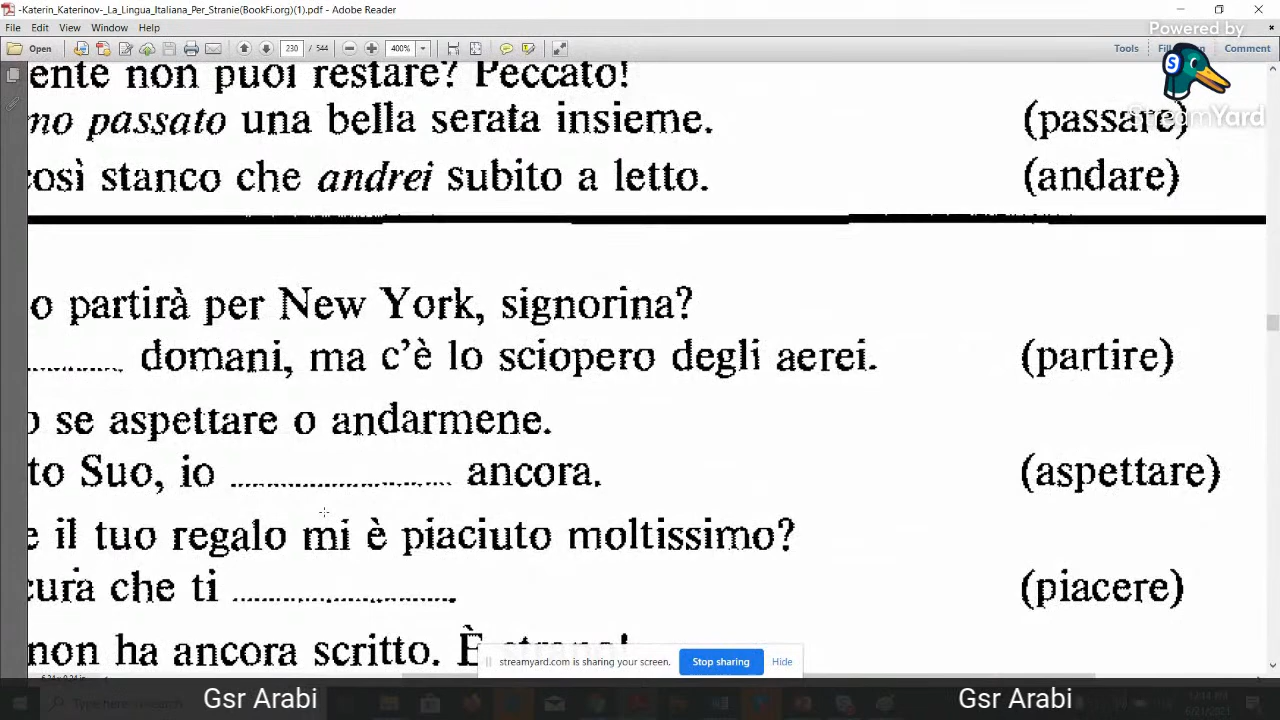 -Katerin_Katerinov-_La_Lingua_Italiana_Per_Stranie(BookFi.org)(1).pdf - Adobe Reader
File Edit View Window Help
Powered by
Open 230 / 544 400% Tools Comment
StreamYard
ente non puoi restare? Peccato!
mo passato una bella serata insieme. (passare)
così stanco che andrei subito a letto. (andare)
o partirà per New York, signorina?
.............. domani, ma c'è lo sciopero degli aerei. (partire)
o se aspettare o andarmene.
to Suo, io .............................. ancora. (aspettare)
e il tuo regalo mi è piaciuto moltissimo?
cura che ti .............................. . (piacere)
non ha ancora scritto. È strano!
streamyard.com is sharing your screen. Stop sharing Hide
Gsr Arabi Gsr Arabi